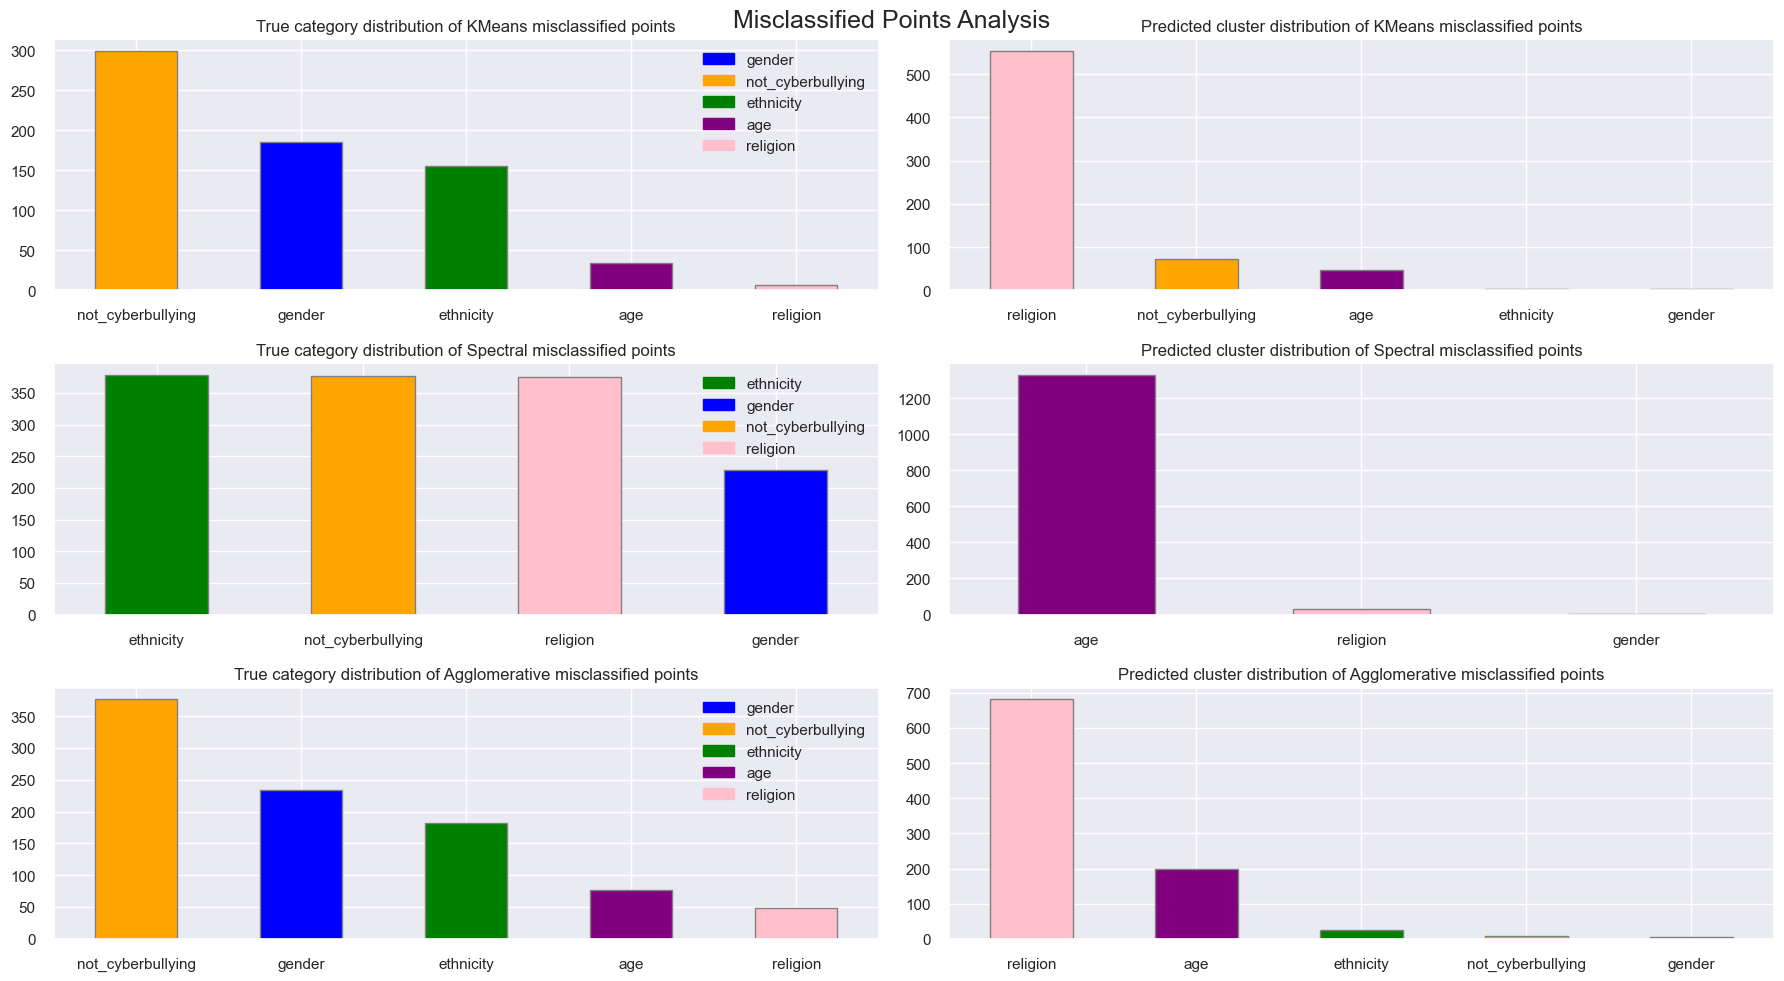 Misclassified Points Analysis
True category distribution of KMeans misclassified points
300
250
200
150
100
50
0
gender
not_cyberbullying
ethnicity
age
religion
not_cyberbullying gender ethnicity age religion
Predicted cluster distribution of KMeans misclassified points
500
400
300
200
100
0
religion not_cyberbullying age ethnicity gender
True category distribution of Spectral misclassified points
350
300
250
200
150
100
50
0
ethnicity
gender
not_cyberbullying
religion
ethnicity not_cyberbullying religion gender
Predicted cluster distribution of Spectral misclassified points
1200
1000
800
600
400
200
0
age religion gender
True category distribution of Agglomerative misclassified points
350
300
250
200
150
100
50
0
gender
not_cyberbullying
ethnicity
age
religion
not_cyberbullying gender ethnicity age religion
Predicted cluster distribution of Agglomerative misclassified points
700
600
500
400
300
200
100
0
religion age ethnicity not_cyberbullying gender